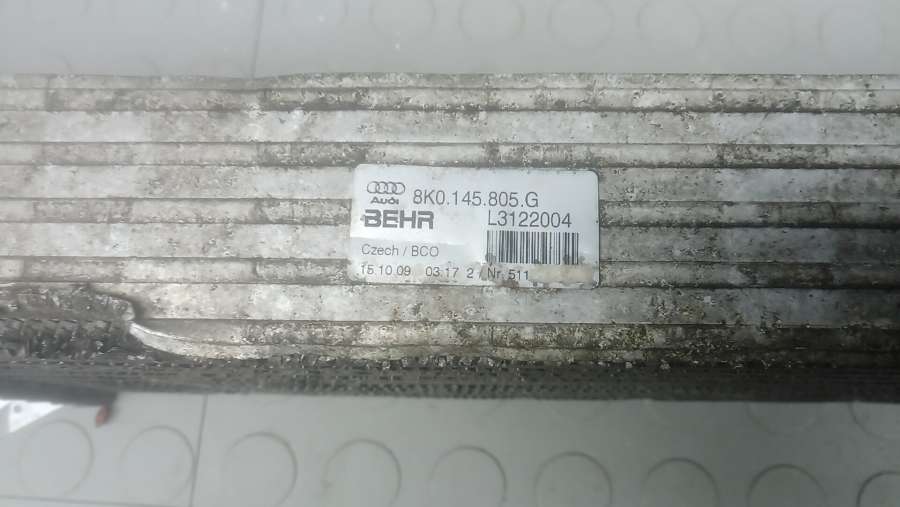 Audi 8K0.145.805.G
BEHR L3122004
Czech / BCO
15 10 09 03:17 2 / Nr. 511